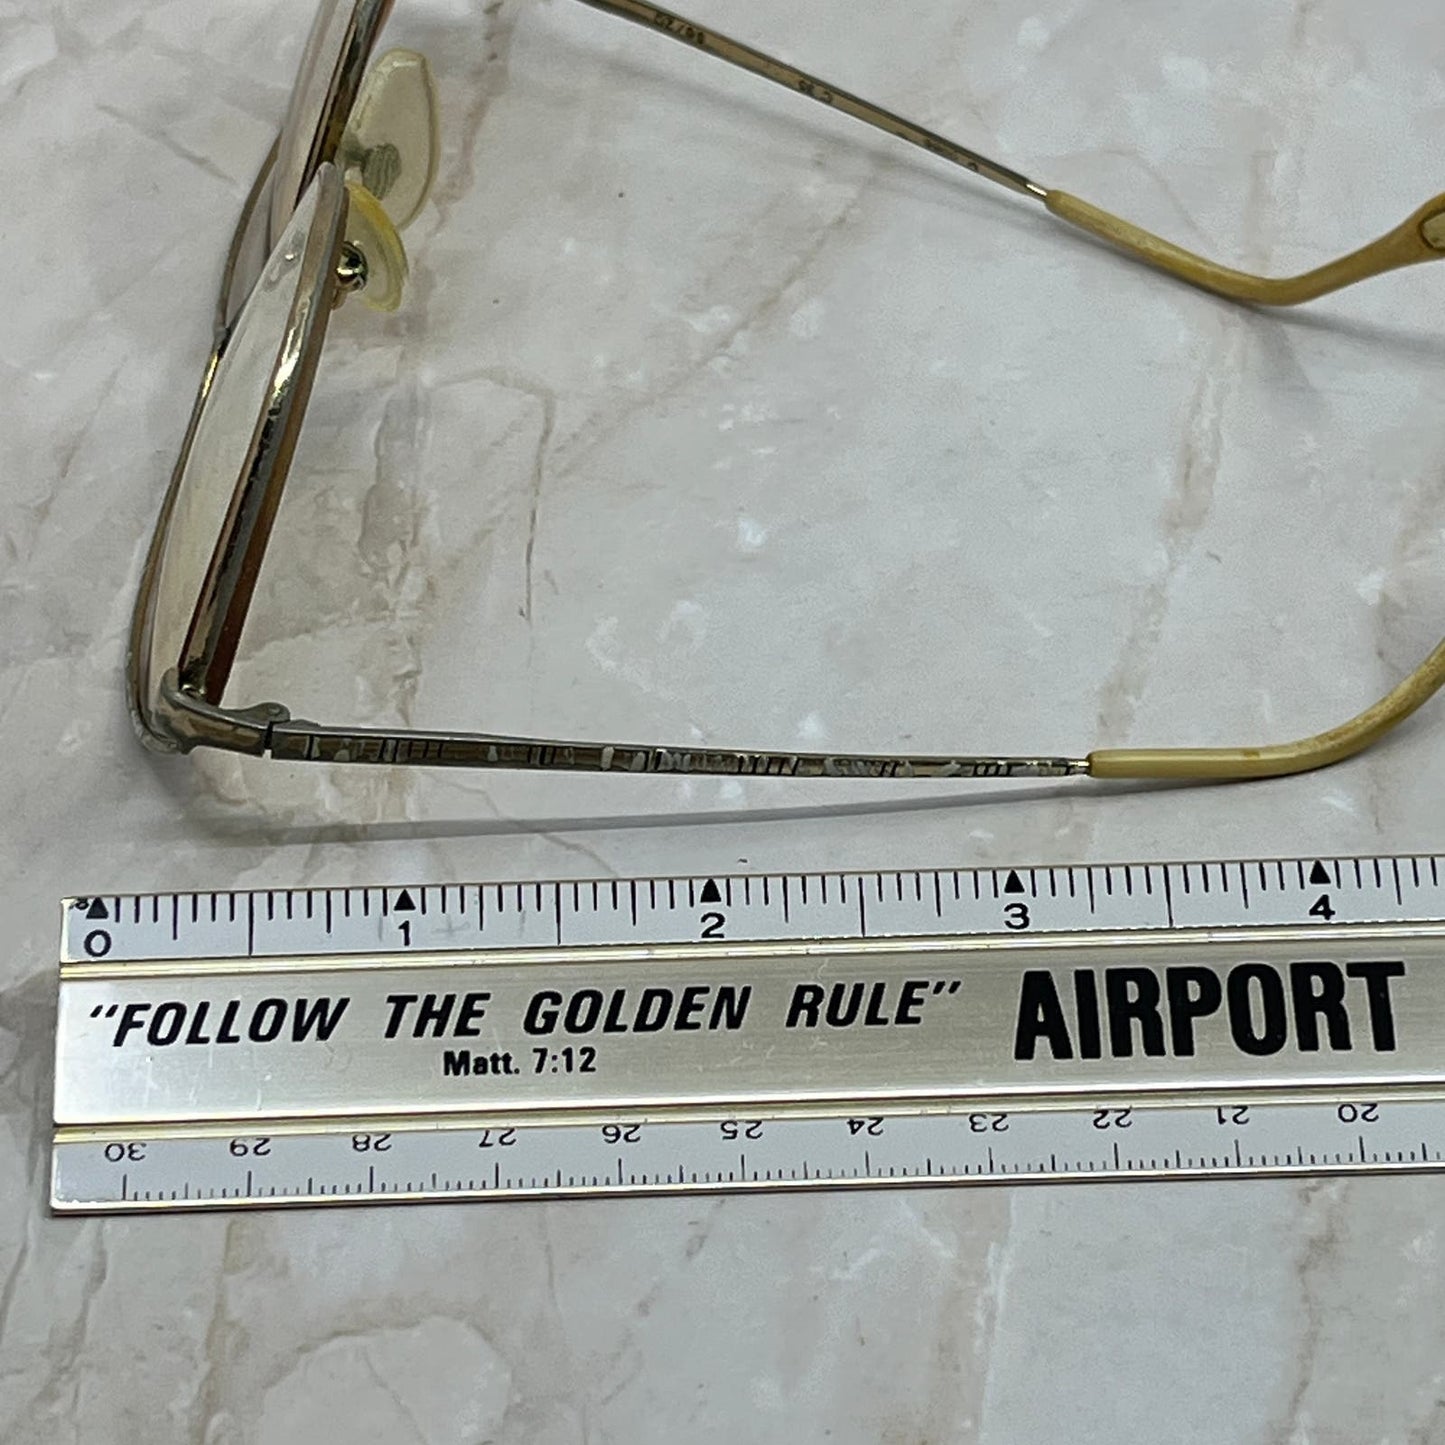 0 1 2 3 4
"FOLLOW THE GOLDEN RULE" AIRPORT
Matt. 7:12
30 29 28 27 26 25 24 23 22 21 20